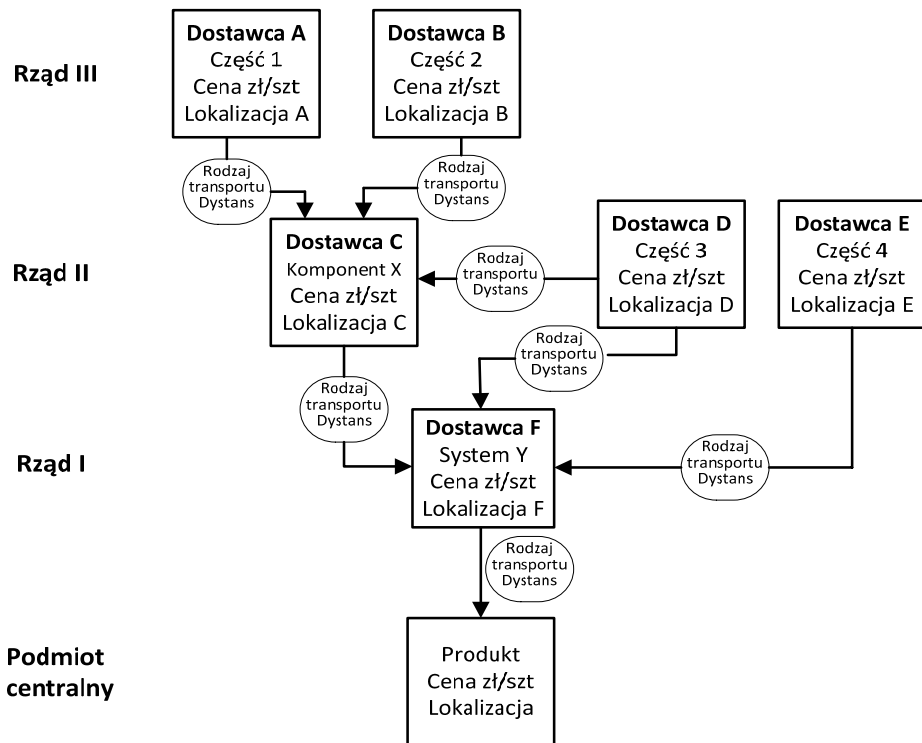 Rząd III
Dostawca A
Część 1
Cena zł/szt
Lokalizacja A
Dostawca B
Część 2
Cena zł/szt
Lokalizacja B
Rodzaj
transportu
Dystans
Rodzaj
transportu
Dystans
Rząd II
Dostawca C
Komponent X
Cena zł/szt
Lokalizacja C
Rodzaj
transportu
Dystans
Dostawca D
Część 3
Cena zł/szt
Lokalizacja D
Dostawca E
Część 4
Cena zł/szt
Lokalizacja E
Rodzaj
transportu
Dystans
Rodzaj
transportu
Dystans
Rząd I
Dostawca F
System Y
Cena zł/szt
Lokalizacja F
Rodzaj
transportu
Dystans
Rodzaj
transportu
Dystans
Podmiot
centralny
Produkt
Cena zł/szt
Lokalizacja